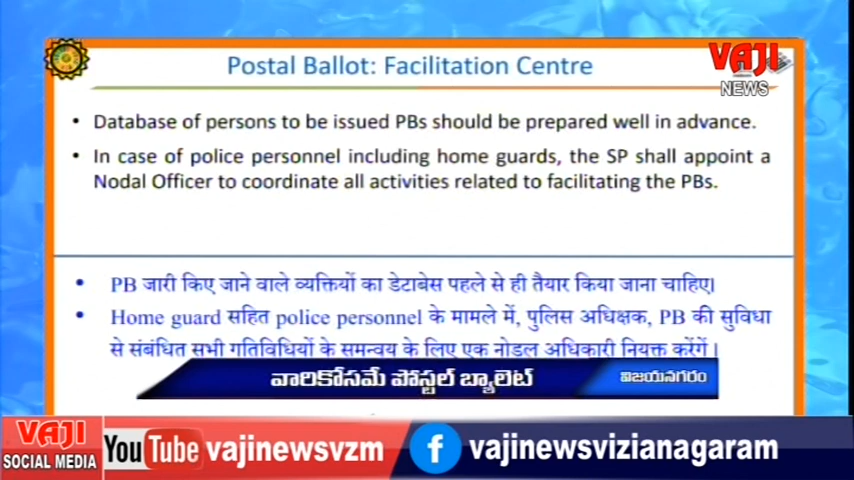 Postal Ballot: Facilitation Centre
VAJI
NEWS
• Database of persons to be issued PBs should be prepared well in advance.
• In case of police personnel including home guards, the SP shall appoint a
Nodal Officer to coordinate all activities related to facilitating the PBs.
• PB जारी किए जाने वाले व्यक्तियों का डेटाबेस पहले से ही तैयार किया जाना चाहिए।
• Home guard सहित police personnel के मामले में, पुलिस अधिक्षक, PB की सुविधा
से संबंधित सभी गतिविधियों के समन्वय के लिए एक नोडल अधिकारी नियुक्त करेंगें।
వారికోసమే పోస్టల్ బ్యాలెట్
విజయనగరం
VAJI
SOCIAL MEDIA
YouTube vajinewsvzm
f vajinewsvizianagaram